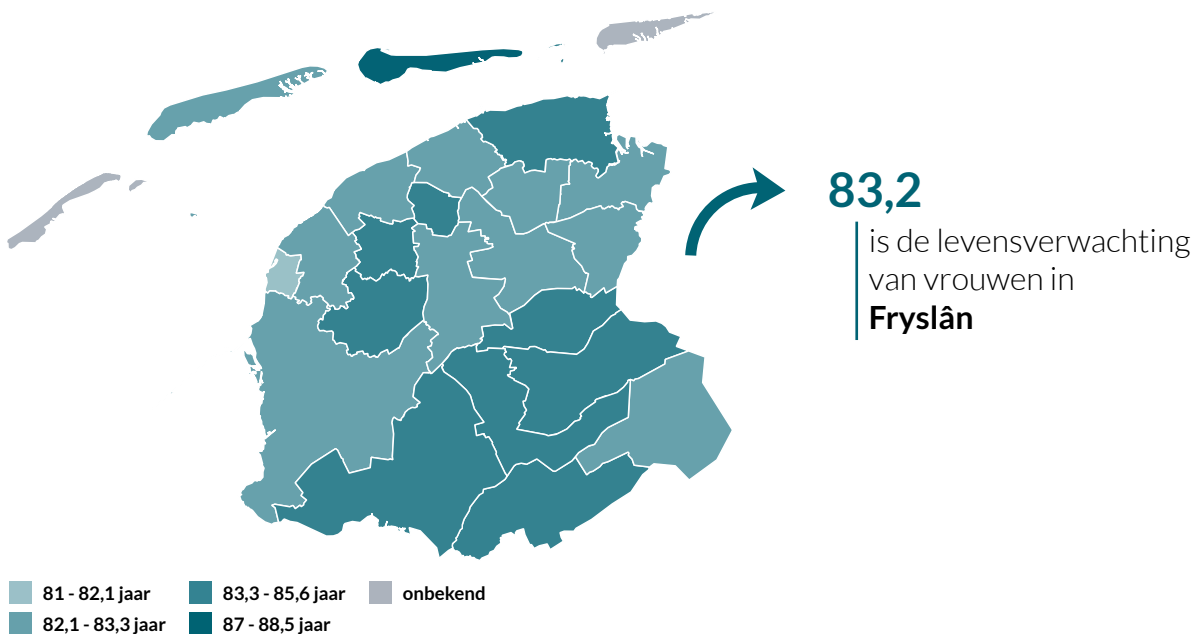 83,2
is de levensverwachting
van vrouwen in
Fryslân
81 - 82,1 jaar
82,1 - 83,3 jaar
83,3 - 85,6 jaar
87 - 88,5 jaar
onbekend